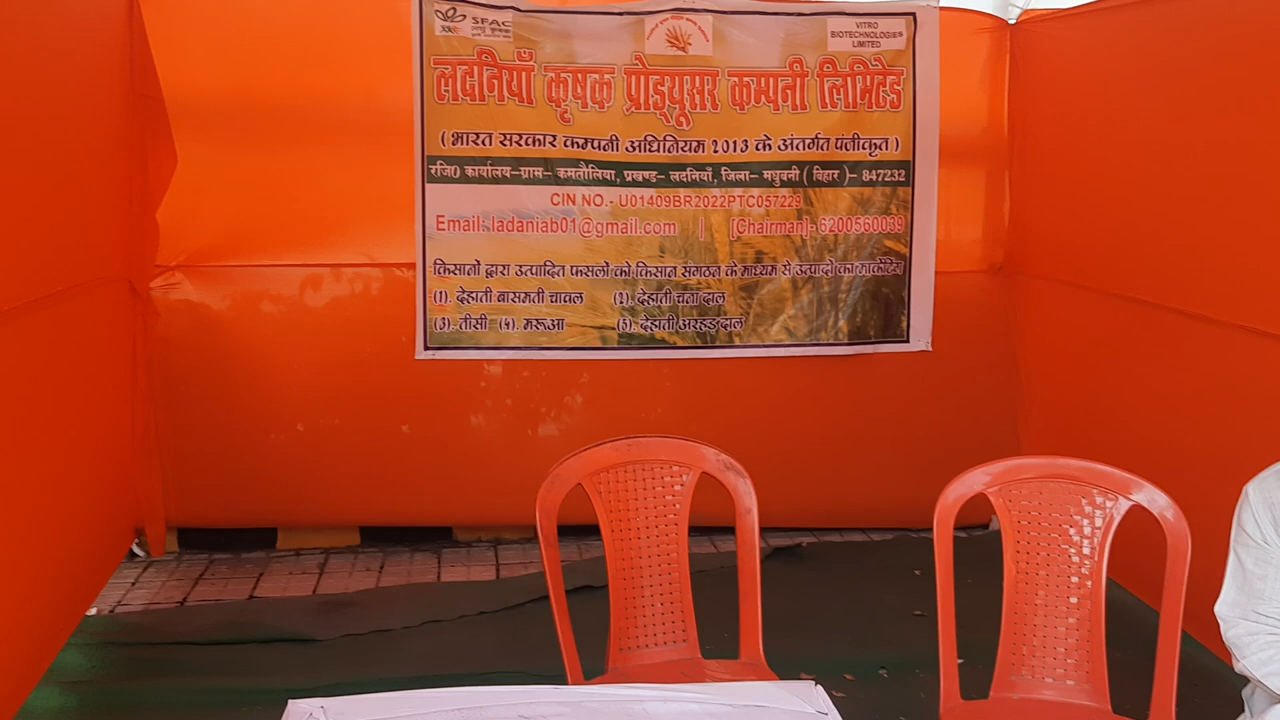 SFAC
VITRO
BIOTECHNOLOGIES
LIMITED
लदनियाँ कृषक प्रोड्यूसर कम्पनी लिमिटेड
( भारत सरकार कम्पनी अधिनियम 2013 के अंतर्गत पंजीकृत )
रजि0 कार्यालय-ग्राम- कमतौलिया, प्रखण्ड- लदनियाँ, जिला- मधुबनी ( बिहार )- 847232
CIN NO.- U01409BR2022PTC057229
Email: ladaniab01@gmail.com | [Chairman]- 6200560039
किसानों द्वारा उत्पादित फसलों को किसान संगठन के माध्यम से उत्पादों का मार्केटिंग
(1). देहाती बासमती चावल (2). देहाती चना दाल
(3). तीसी (4). मरूआ (5). देहाती अरहड़ दाल